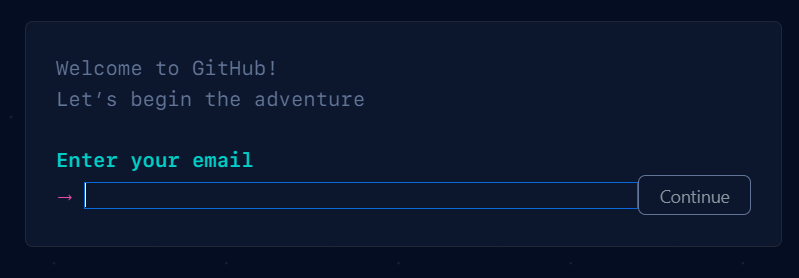 Welcome to GitHub!
Let’s begin the adventure
Enter your email
→ Continue